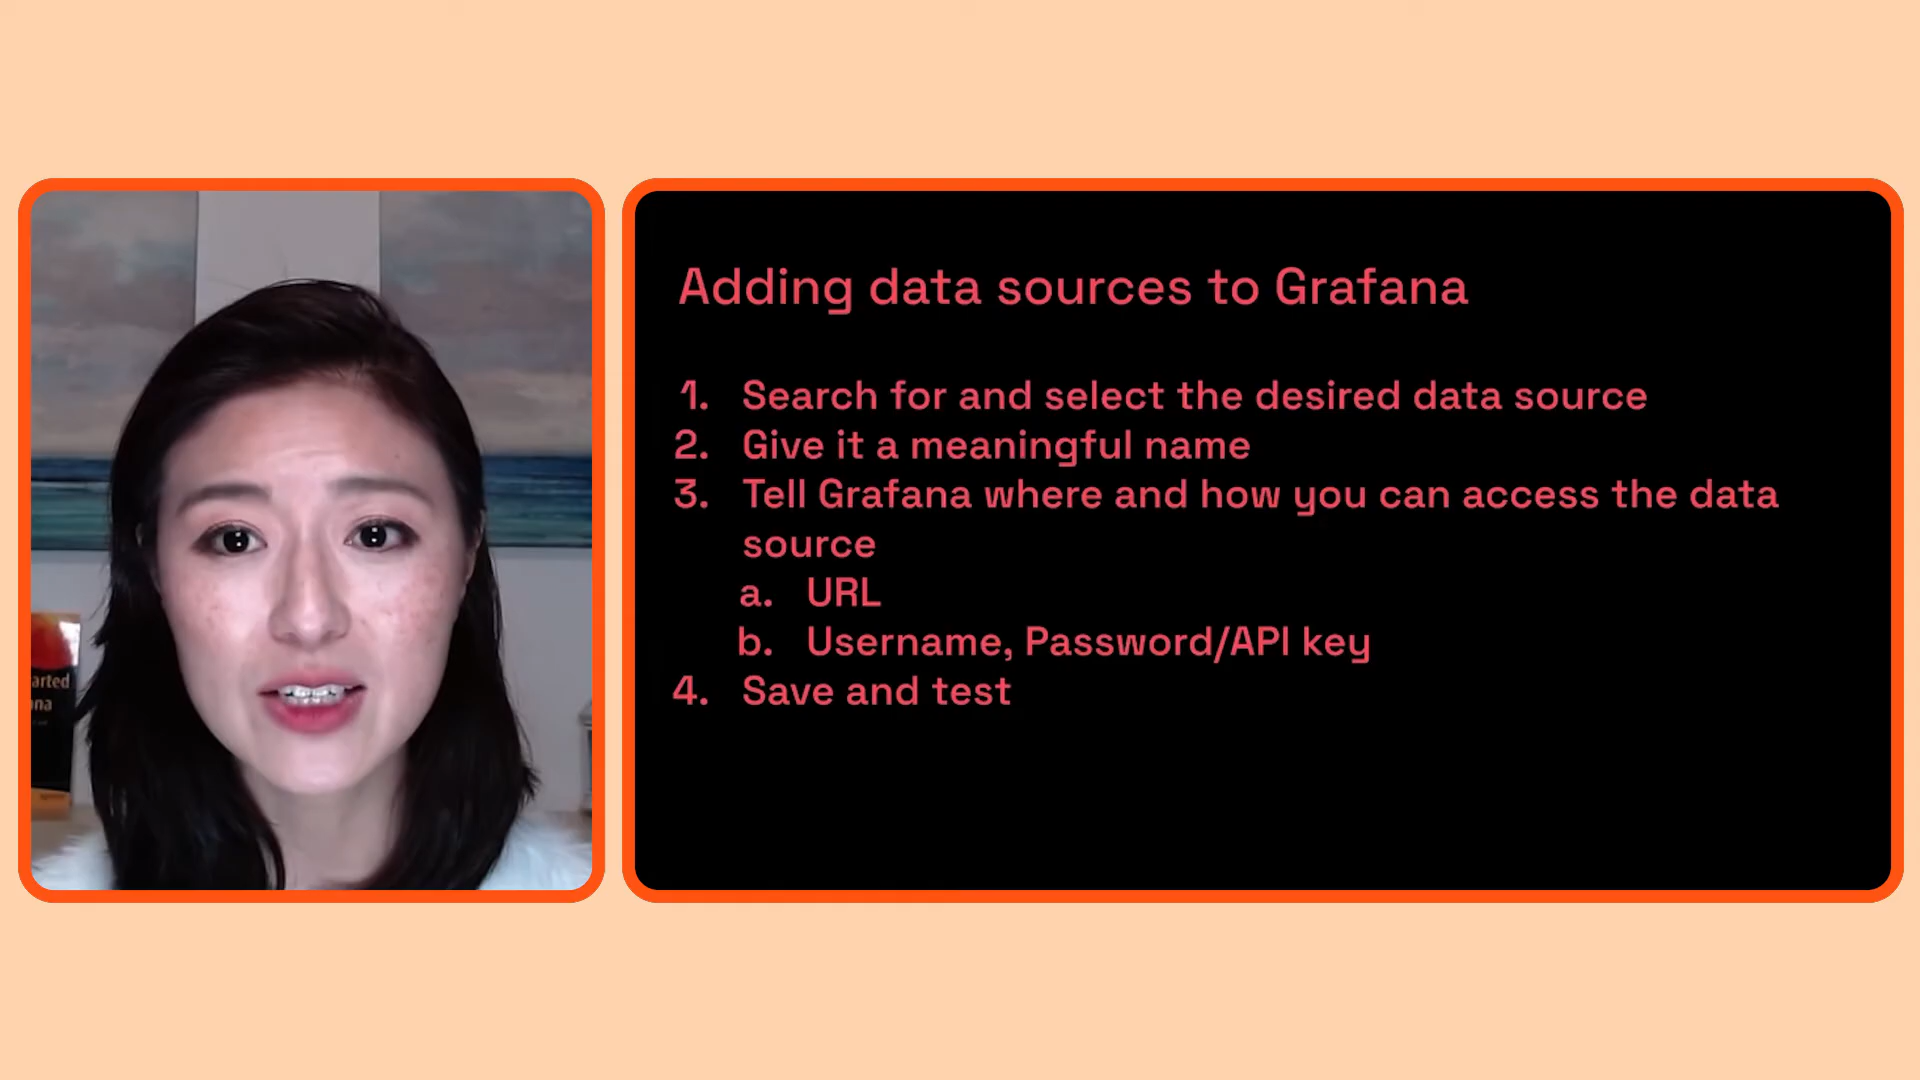 Adding data sources to Grafana
1. Search for and select the desired data source
2. Give it a meaningful name
3. Tell Grafana where and how you can access the data
source
a. URL
b. Username, Password/API key
4. Save and test
arted
ana